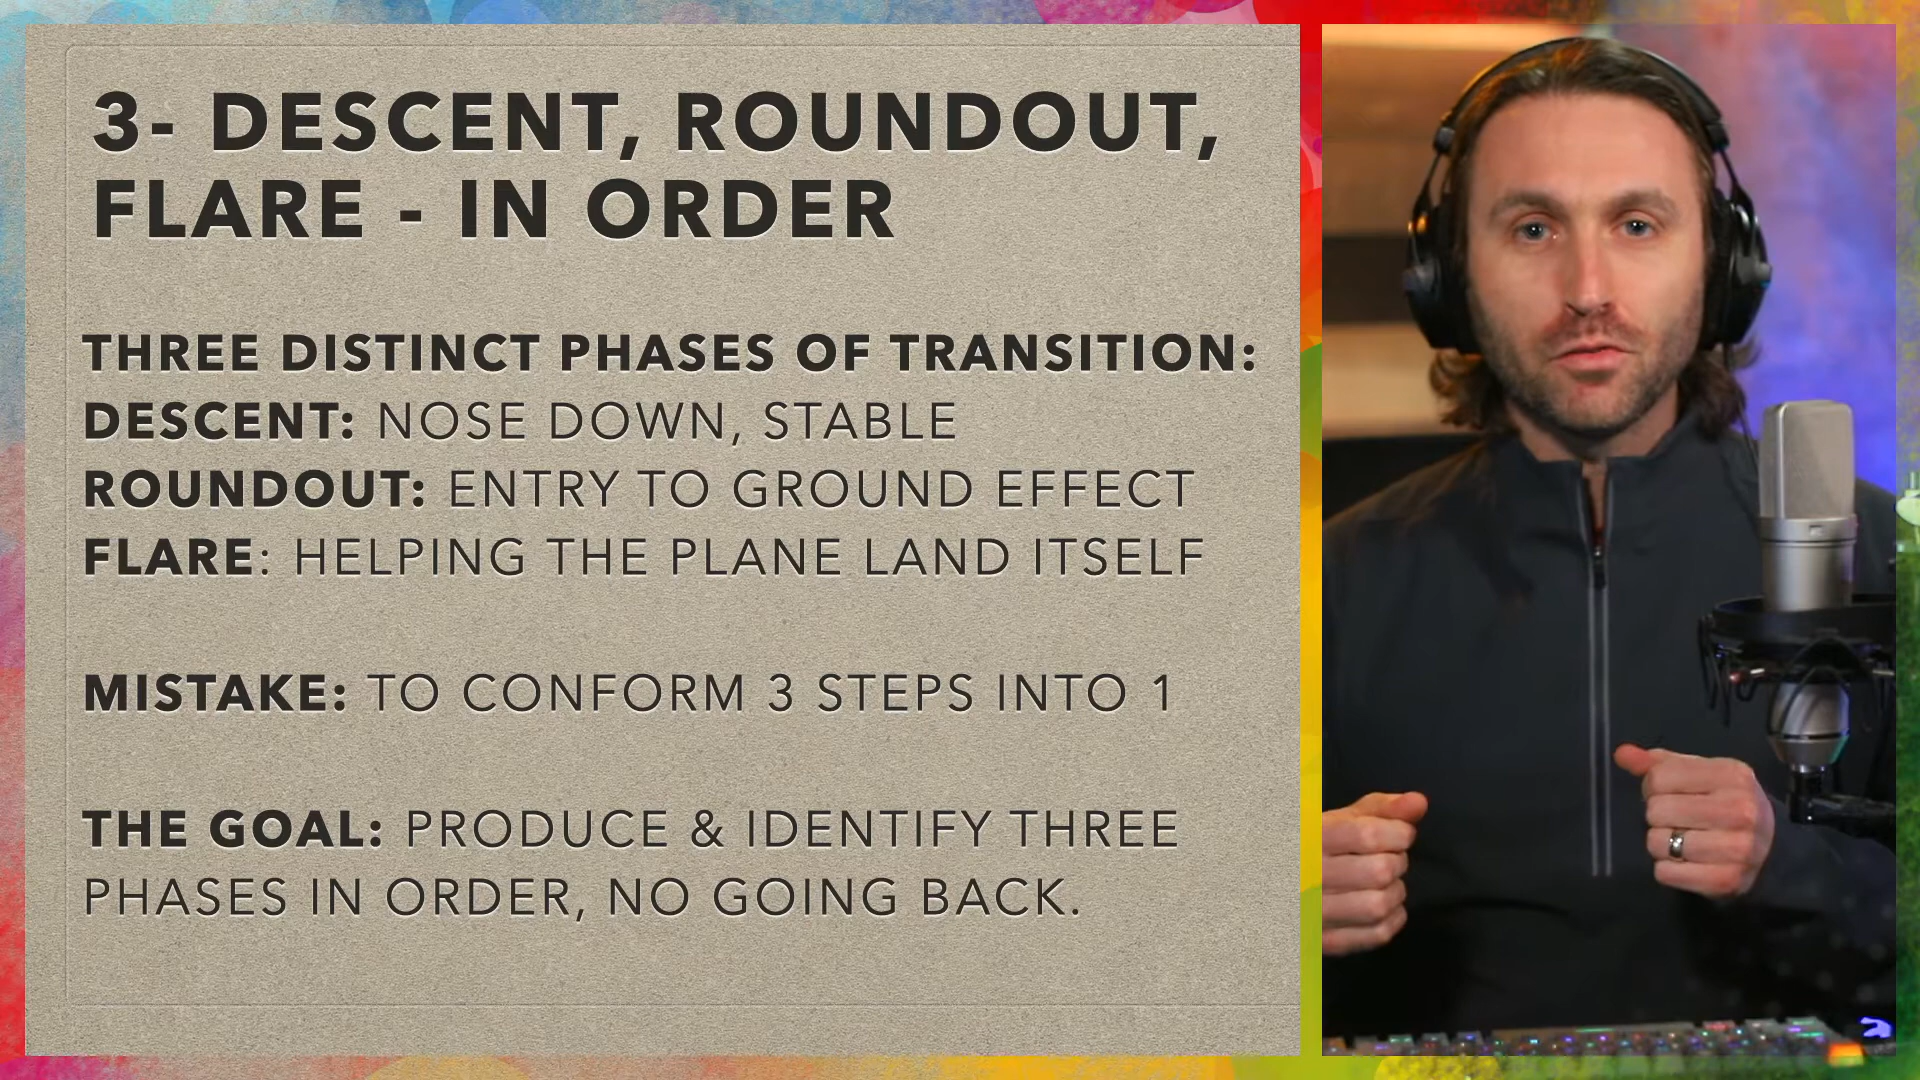 3- DESCENT, ROUNDOUT,
FLARE - IN ORDER
THREE DISTINCT PHASES OF TRANSITION:
DESCENT: NOSE DOWN, STABLE
ROUNDOUT: ENTRY TO GROUND EFFECT
FLARE: HELPING THE PLANE LAND ITSELF
MISTAKE: TO CONFORM 3 STEPS INTO 1
THE GOAL: PRODUCE & IDENTIFY THREE
PHASES IN ORDER, NO GOING BACK.